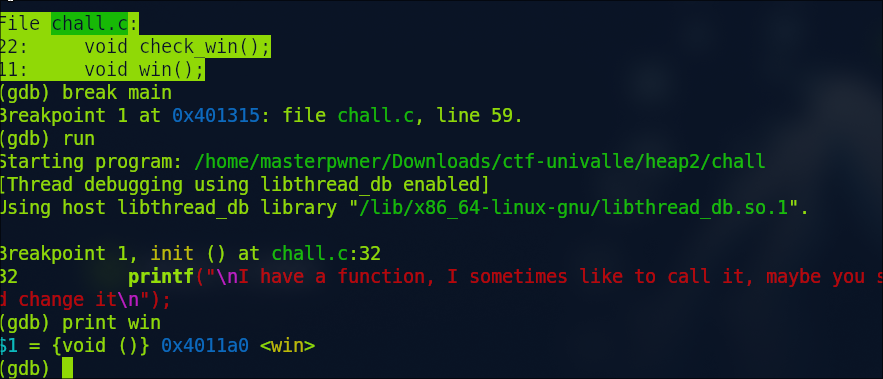 File chall.c:
22:     void check_win();
11:     void win();
(gdb) break main
Breakpoint 1 at 0x401315: file chall.c, line 59.
(gdb) run
Starting program: /home/masterpwner/Downloads/ctf-univalle/heap2/chall
[Thread debugging using libthread_db enabled]
Using host libthread_db library "/lib/x86_64-linux-gnu/libthread_db.so.1".

Breakpoint 1, init () at chall.c:32
32          printf("\nI have a function, I sometimes like to call it, maybe you s
d change it\n");
(gdb) print win
$1 = {void ()} 0x4011a0 <win>
(gdb)